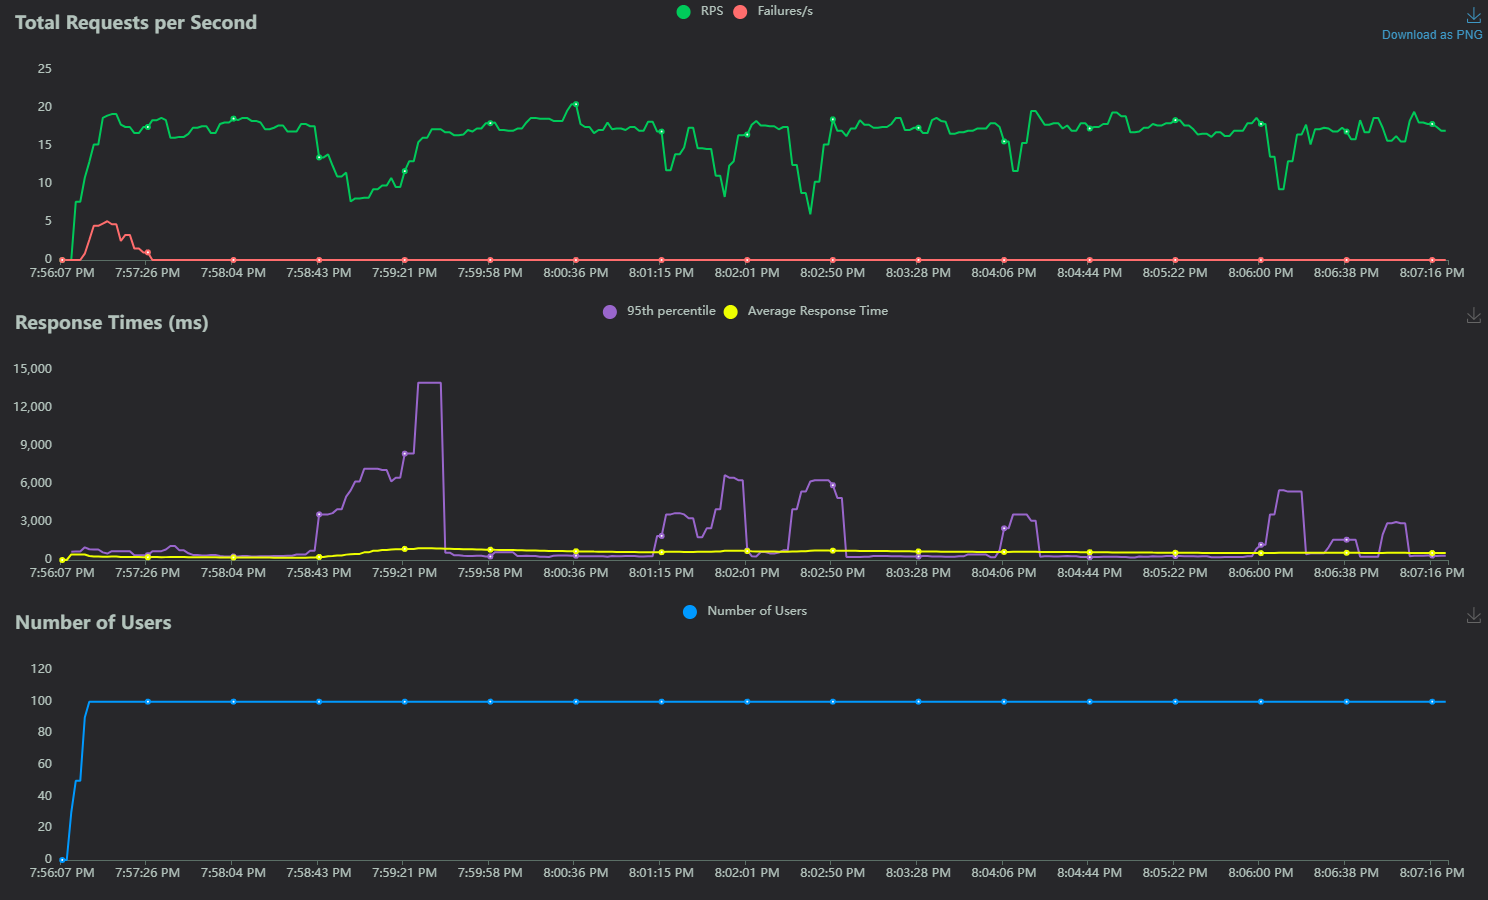 Total Requests per Second
RPS Failures/s
Download as PNG
25
20
15
10
5
0
7:56:07 PM 7:57:26 PM 7:58:04 PM 7:58:43 PM 7:59:21 PM 7:59:58 PM 8:00:36 PM 8:01:15 PM 8:02:01 PM 8:02:50 PM 8:03:28 PM 8:04:06 PM 8:04:44 PM 8:05:22 PM 8:06:00 PM 8:06:38 PM 8:07:16 PM
Response Times (ms)
95th percentile Average Response Time
15,000
12,000
9,000
6,000
3,000
0
7:56:07 PM 7:57:26 PM 7:58:04 PM 7:58:43 PM 7:59:21 PM 7:59:58 PM 8:00:36 PM 8:01:15 PM 8:02:01 PM 8:02:50 PM 8:03:28 PM 8:04:06 PM 8:04:44 PM 8:05:22 PM 8:06:00 PM 8:06:38 PM 8:07:16 PM
Number of Users
Number of Users
120
100
80
60
40
20
0
7:56:07 PM 7:57:26 PM 7:58:04 PM 7:58:43 PM 7:59:21 PM 7:59:58 PM 8:00:36 PM 8:01:15 PM 8:02:01 PM 8:02:50 PM 8:03:28 PM 8:04:06 PM 8:04:44 PM 8:05:22 PM 8:06:00 PM 8:06:38 PM 8:07:16 PM